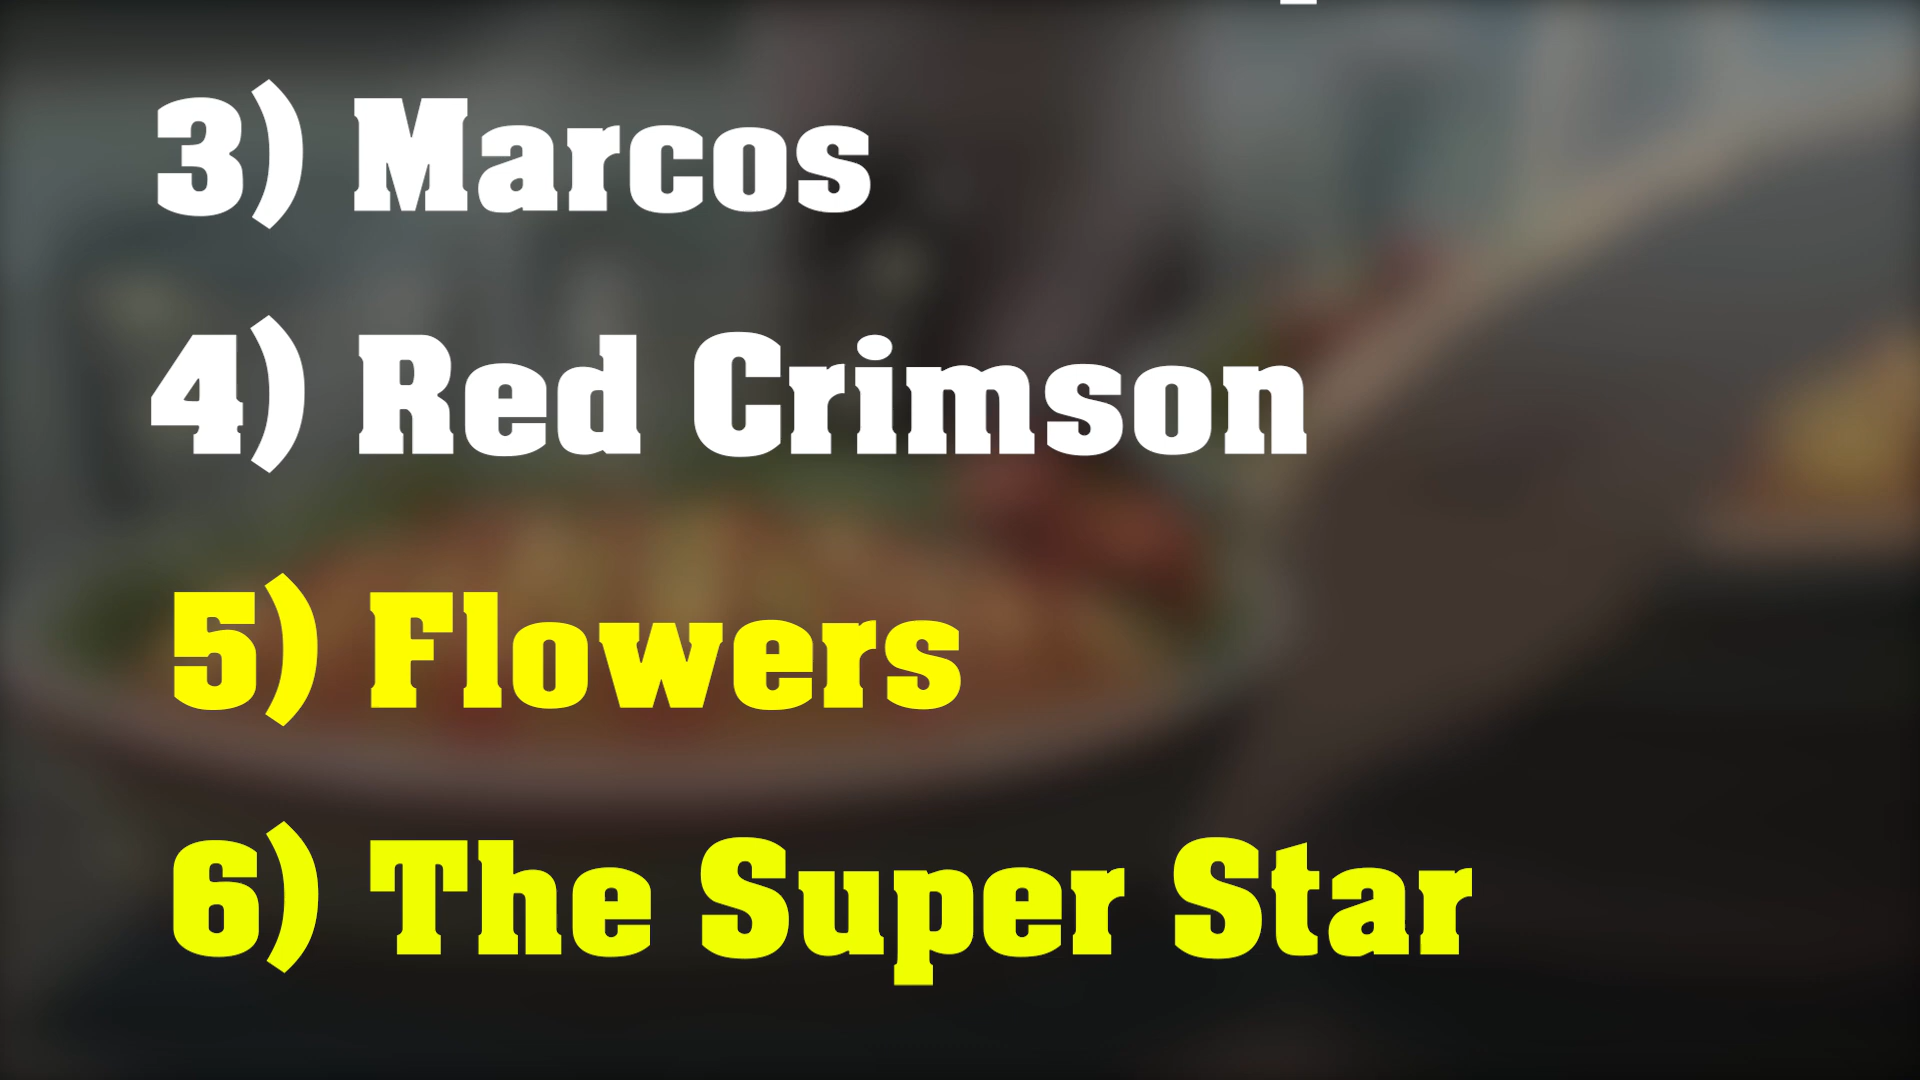 3) Marcos
4) Red Crimson
5) Flowers
6) The Super Star